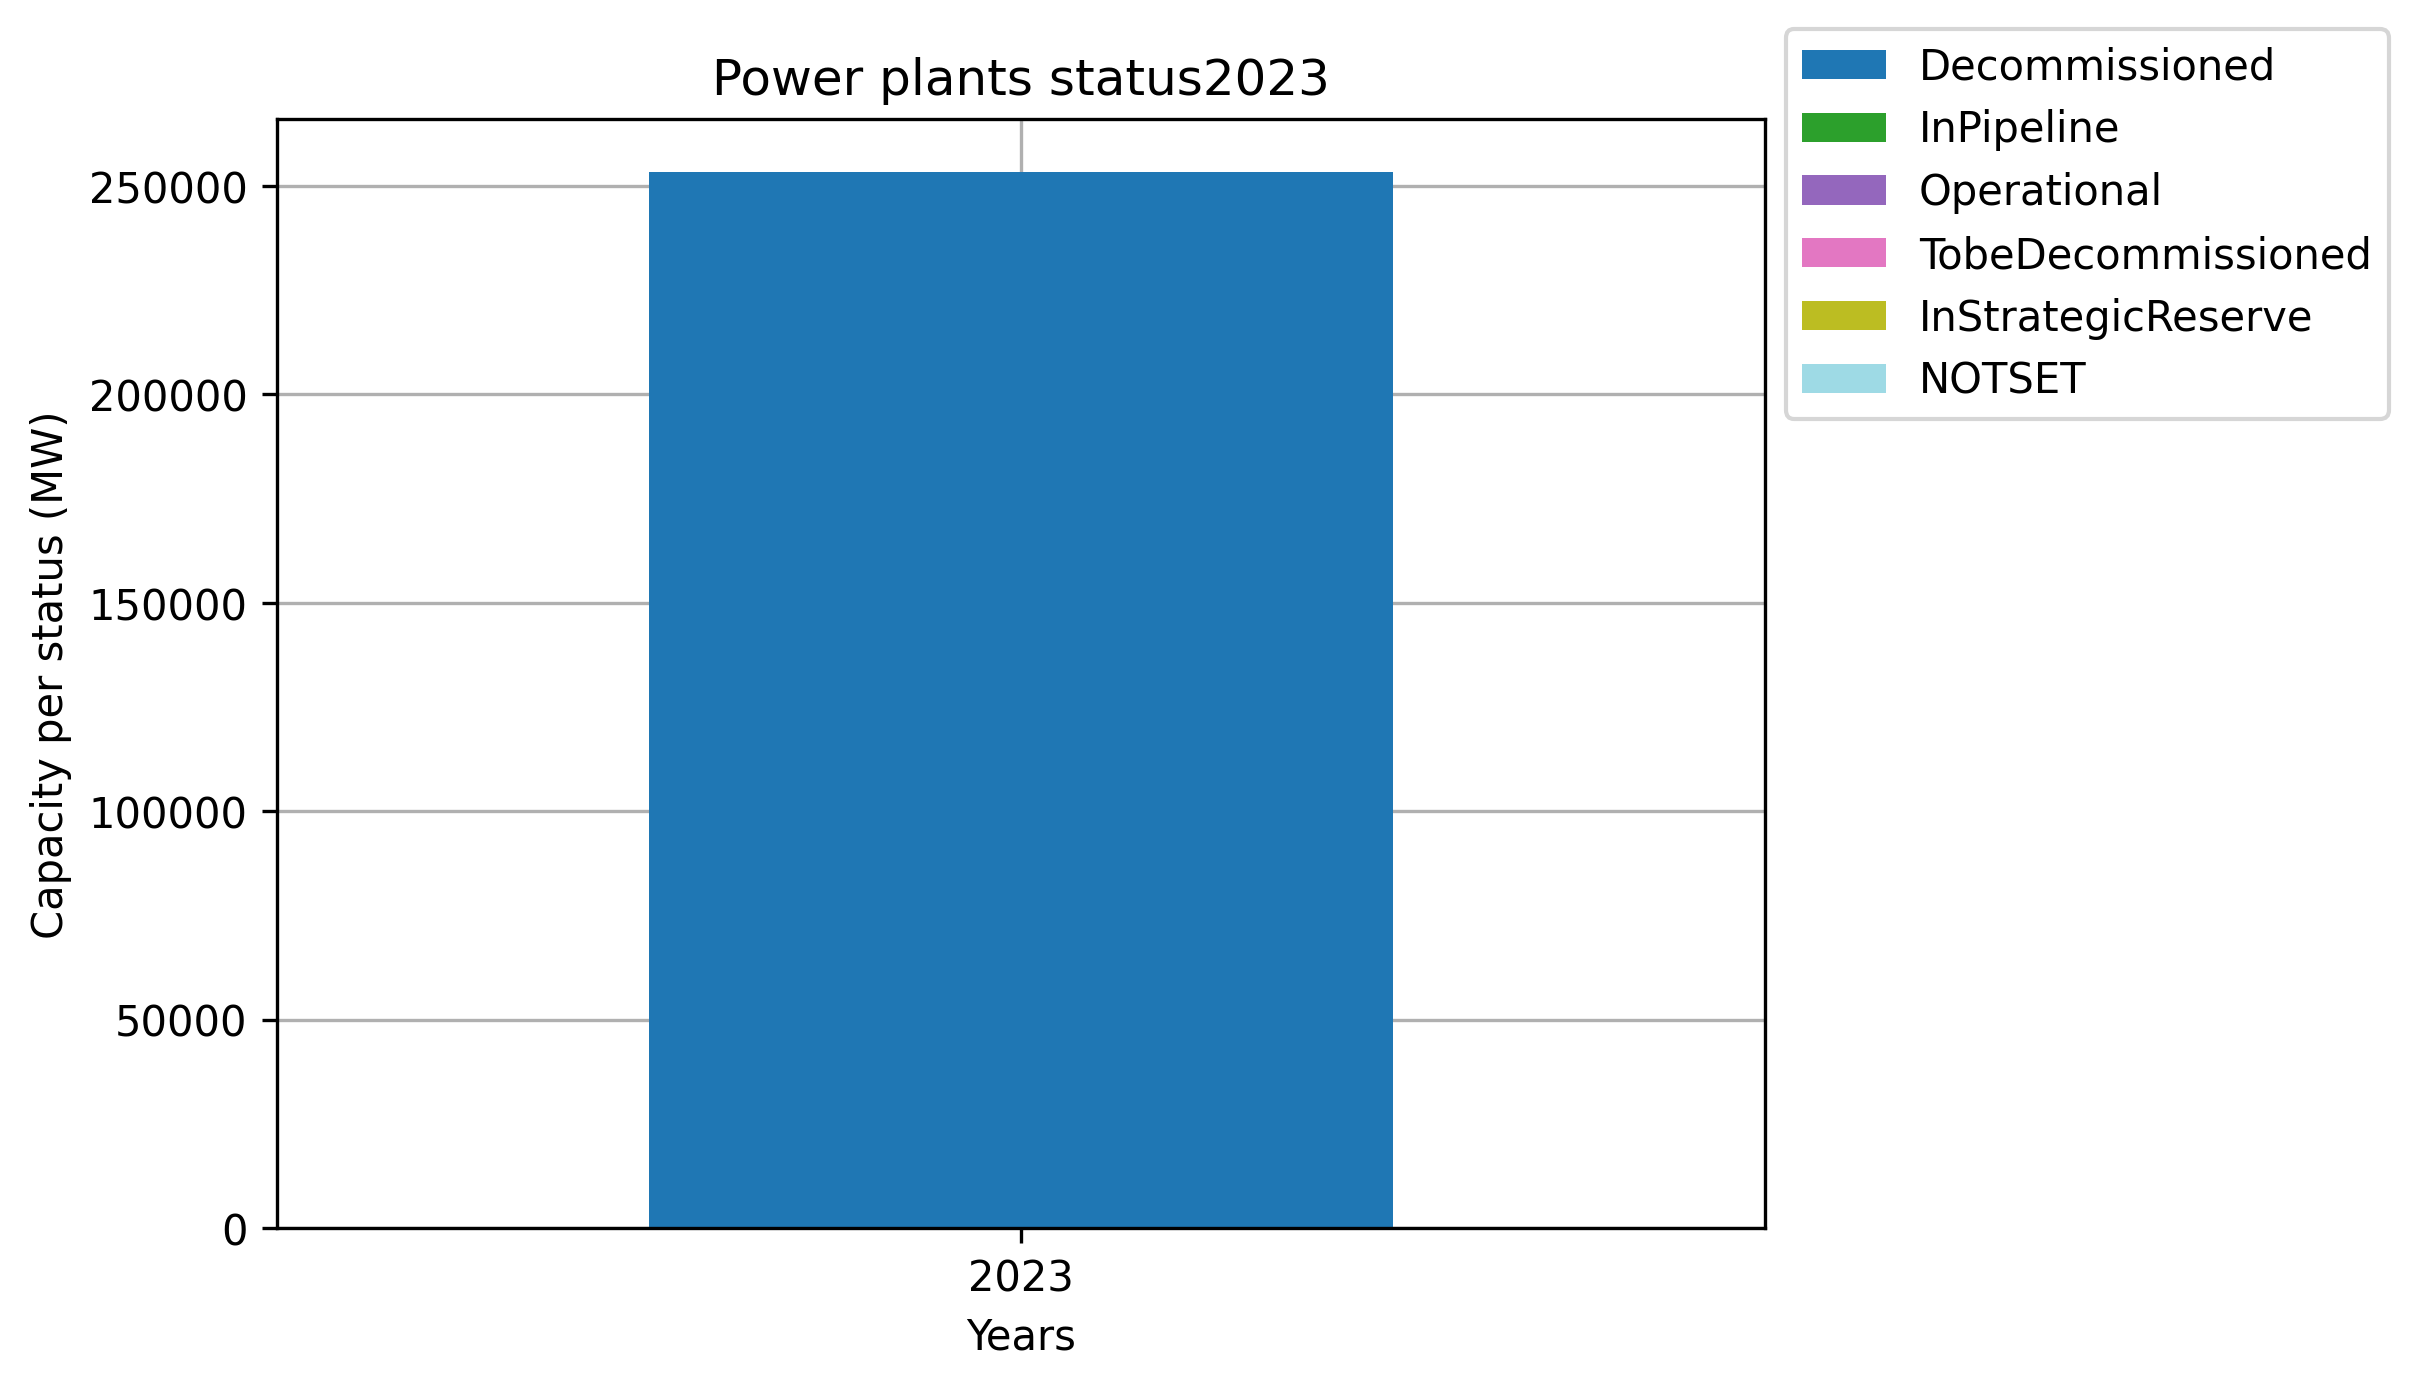 Power plants status2023
Decommissioned
InPipeline
Operational
TobeDecommissioned
InStrategicReserve
NOTSET
Capacity per status (MW)
250000
200000
150000
100000
50000
0
2023
Years